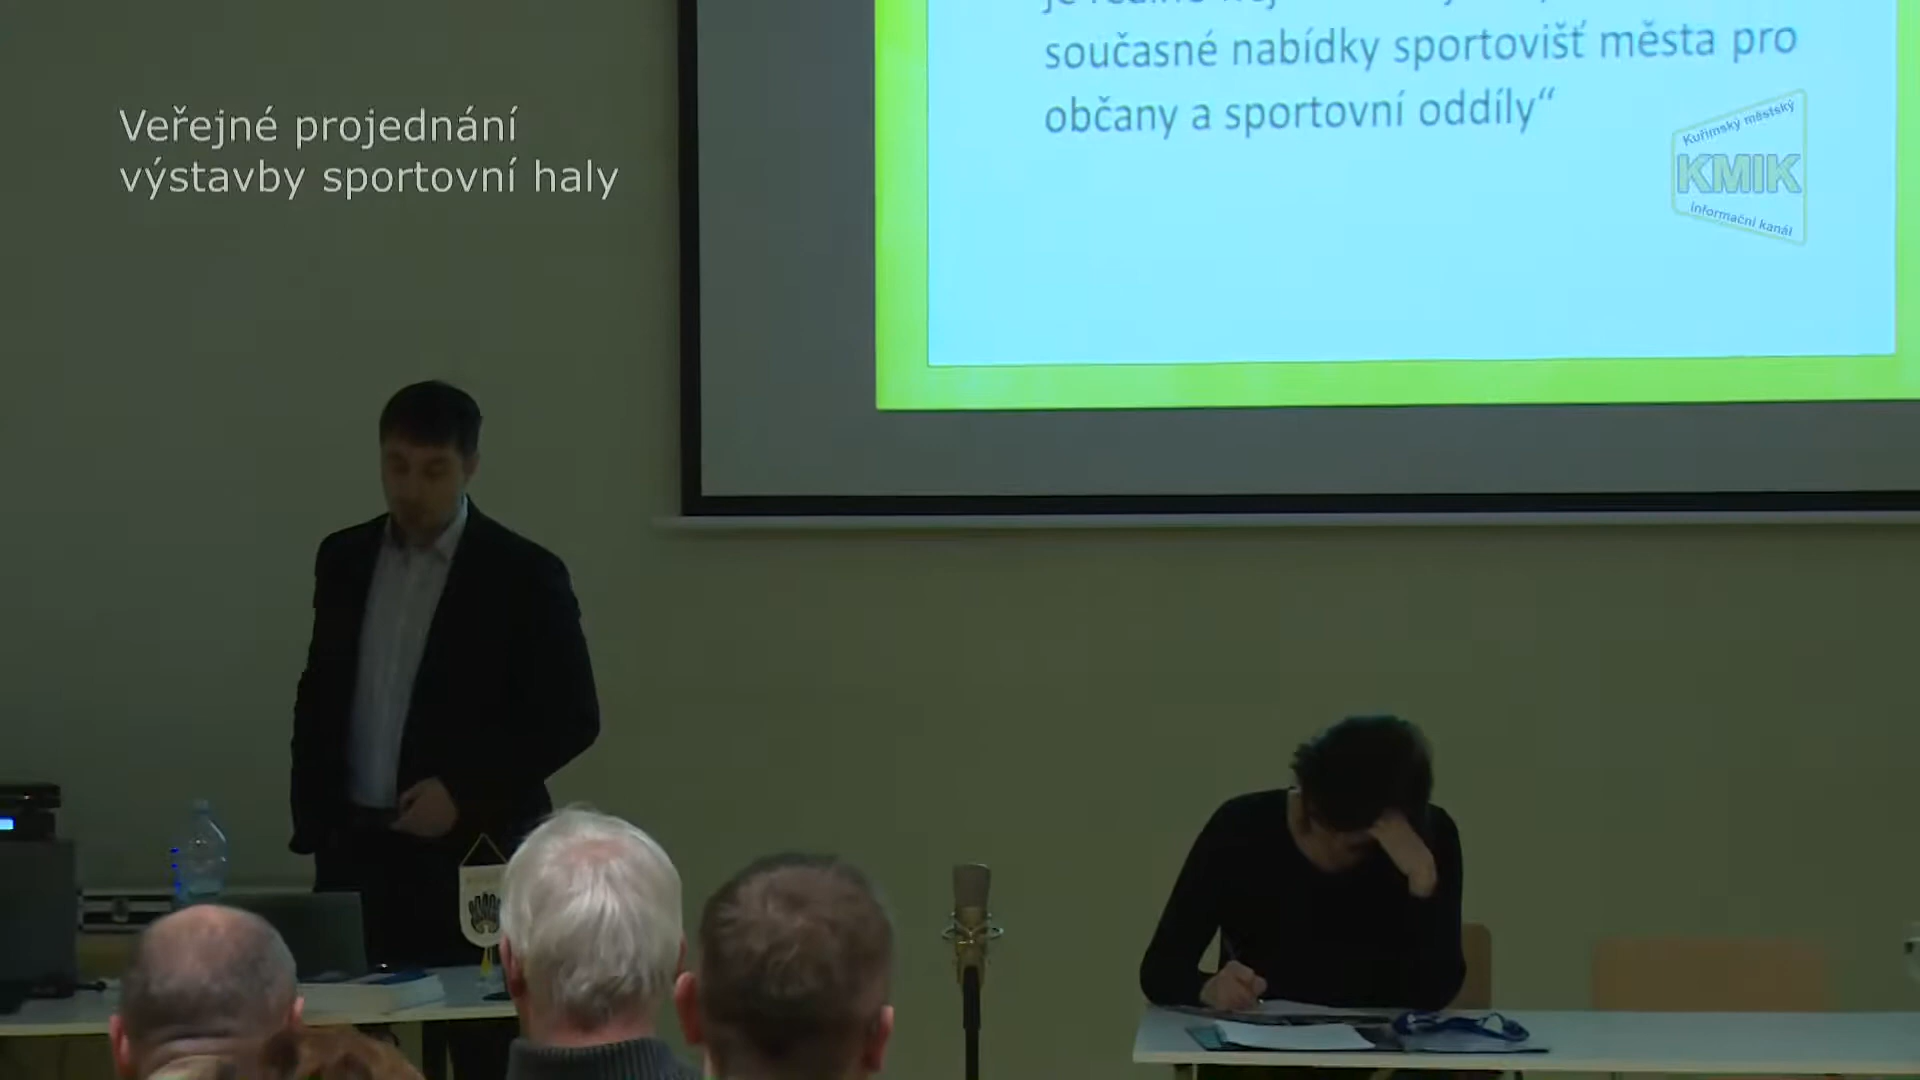 Veřejné projednání
výstavby sportovní haly
současné nabídky sportovišť města pro
občany a sportovní oddíly“
Kuřimský městský
KMIK
informační kanál